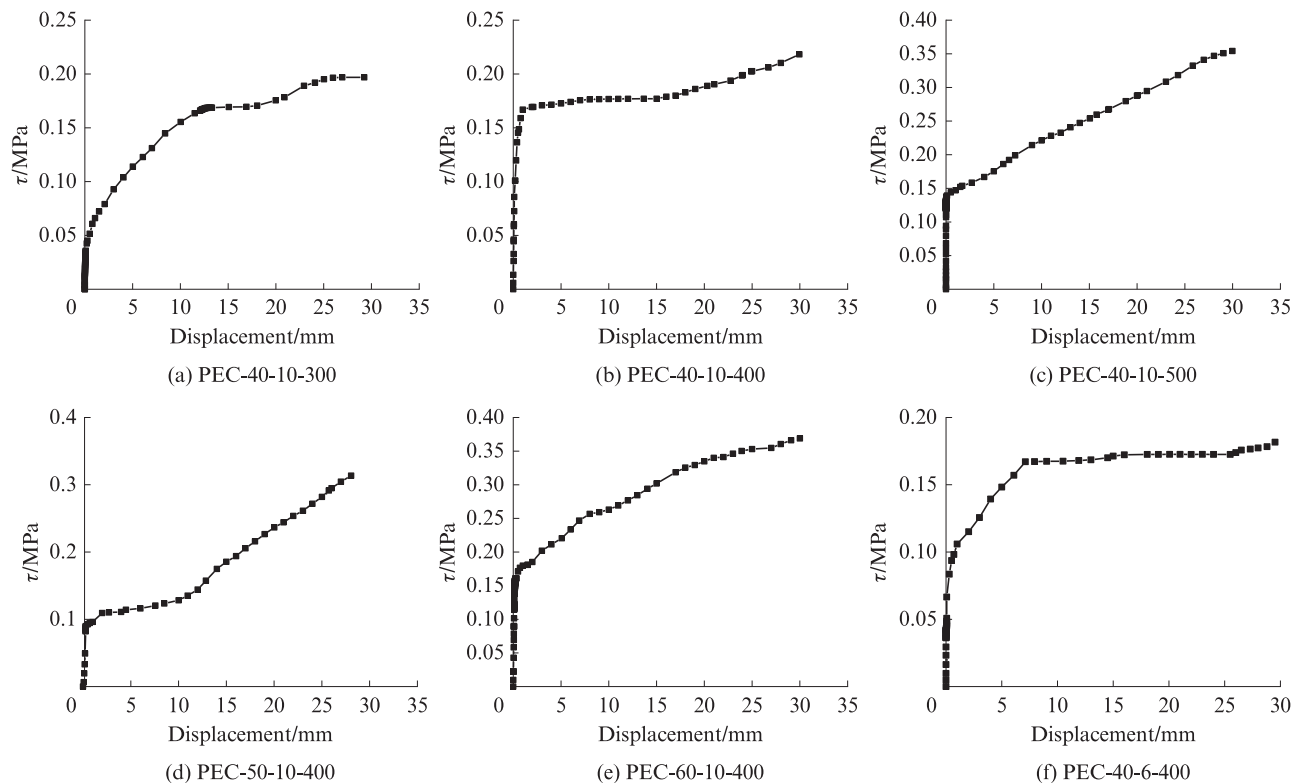 0.25
0.20
0.15
0.10
0.05
τ/MPa
0 5 10 15 20 25 30 35
Displacement/mm
(a) PEC-40-10-300
0.25
0.20
0.15
0.10
0.05
τ/MPa
0 5 10 15 20 25 30 35
Displacement/mm
(b) PEC-40-10-400
0.40
0.35
0.30
0.25
0.20
0.15
0.10
0.05
τ/MPa
0 5 10 15 20 25 30 35
Displacement/mm
(c) PEC-40-10-500
0.4
0.3
0.2
0.1
τ/MPa
0 5 10 15 20 25 30 35
Displacement/mm
(d) PEC-50-10-400
0.40
0.35
0.30
0.25
0.20
0.15
0.10
0.05
τ/MPa
0 5 10 15 20 25 30 35
Displacement/mm
(e) PEC-60-10-400
0.20
0.15
0.10
0.05
τ/MPa
0 5 10 15 20 25 30
Displacement/mm
(f) PEC-40-6-400